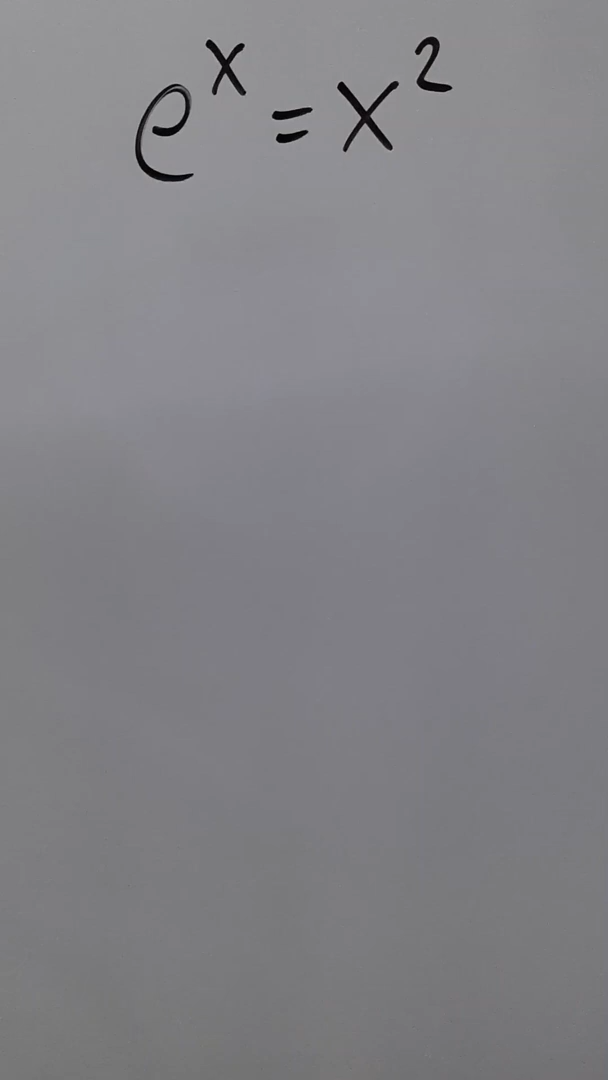 e^x = x^2